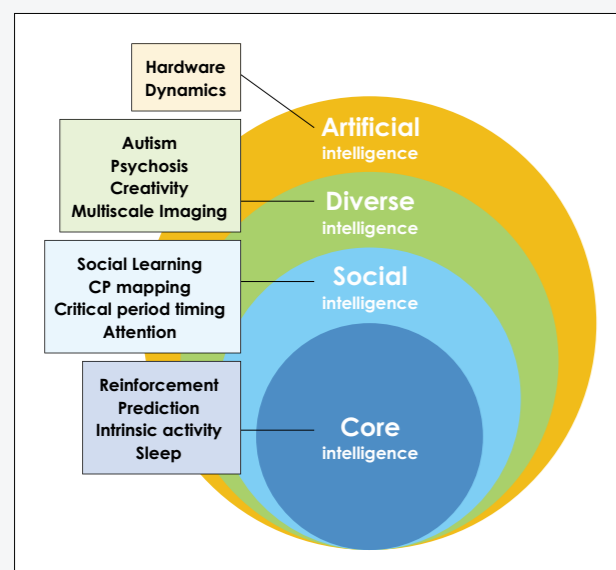 Hardware
Dynamics
Artificial
intelligence
Autism
Psychosis
Creativity
Multiscale Imaging
Diverse
intelligence
Social Learning
CP mapping
Critical period timing
Attention
Social
intelligence
Reinforcement
Prediction
Intrinsic activity
Sleep
Core
intelligence